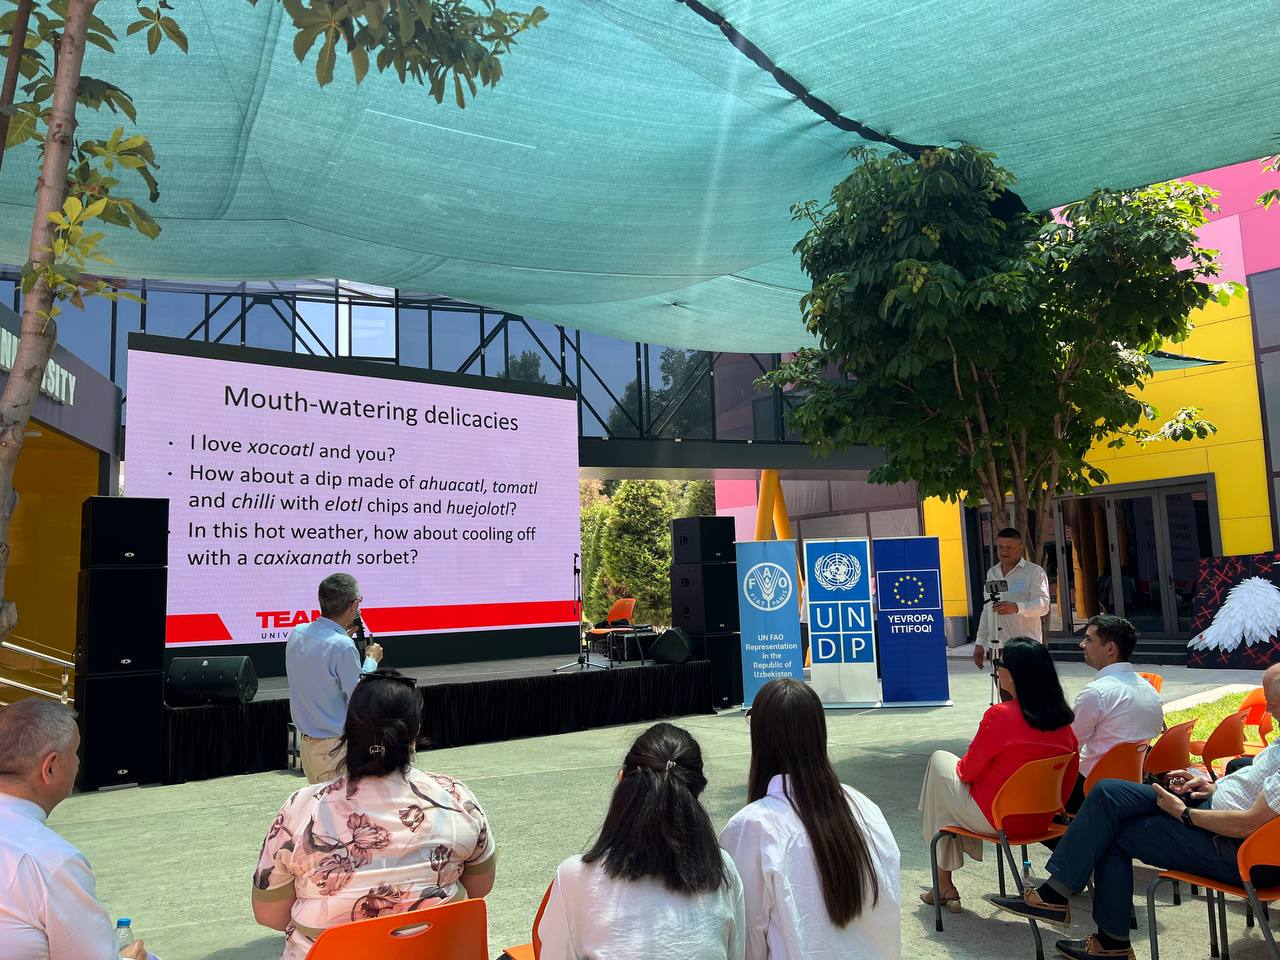 Mouth-watering delicacies
· I love xocoatl and you?
· How about a dip made of ahuacatl, tomatl
and chilli with elotl chips and huejolotl?
· In this hot weather, how about cooling off
with a caxixanath sorbet?
FAO
FIAT PANIS
UN FAO
Representation
in the
Republic of
Uzbekistan
UN
DP
YEVROPA
ITTIFOQI